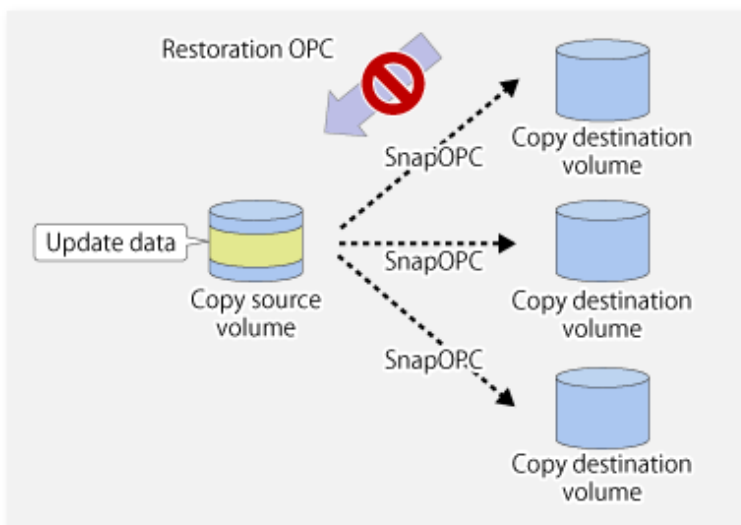 Restoration OPC
Copy destination
volume
SnapOPC
Update data
Copy source
volume
SnapOPC
Copy destination
volume
SnapOPC
Copy destination
volume